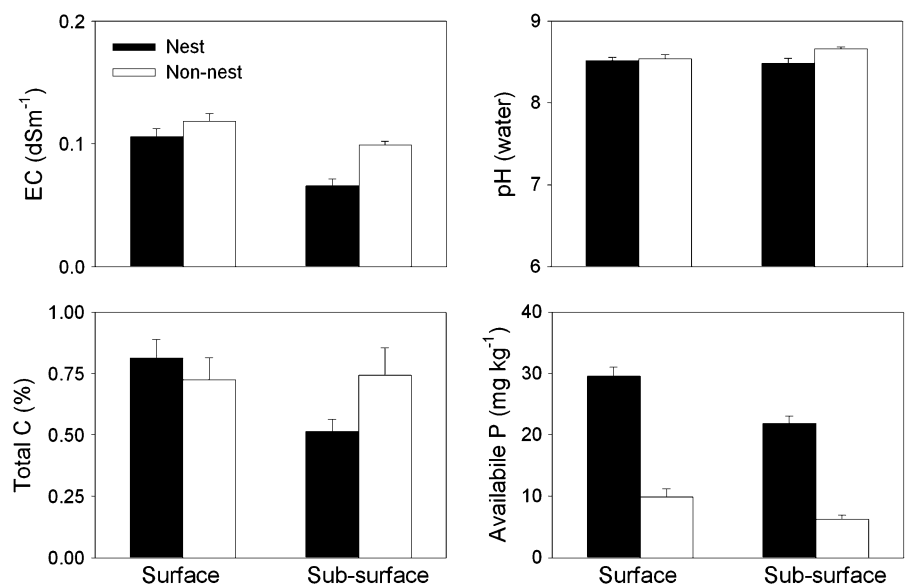 EC (dSm-1)
0.2
0.1
0.0
Nest
Non-nest
pH (water)
9
8
7
6
Total C (%)
1.00
0.75
0.50
0.25
0.00
Surface
Sub-surface
Availabile P (mg kg-1)
40
30
20
10
0
Surface
Sub-surface